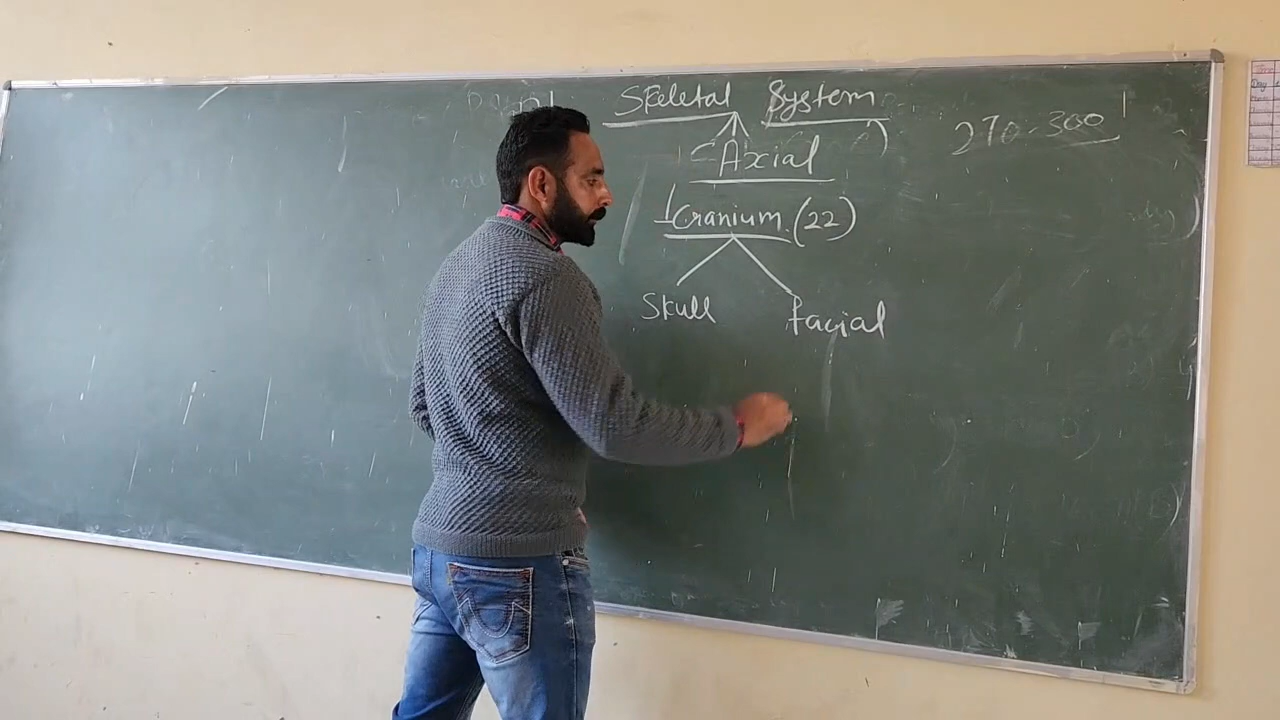 Skeletal System
270-300
(Axial )
Cranium (22)
Skull Facial